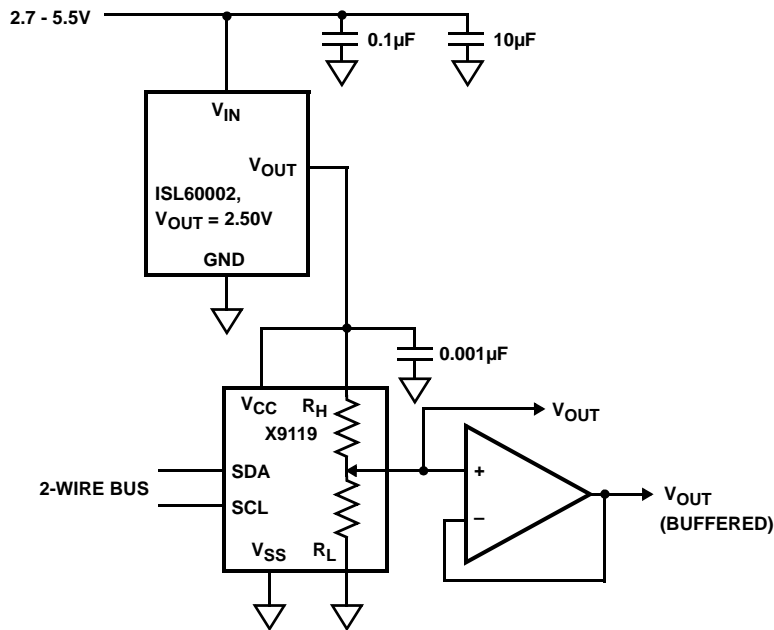 2.7 - 5.5V
0.1µF
10µF
VIN
VOUT
ISL60002,
VOUT = 2.50V
GND
0.001µF
VCC
RH
X9119
VOUT
2-WIRE BUS
SDA
SCL
+
–
VOUT
(BUFFERED)
VSS
RL